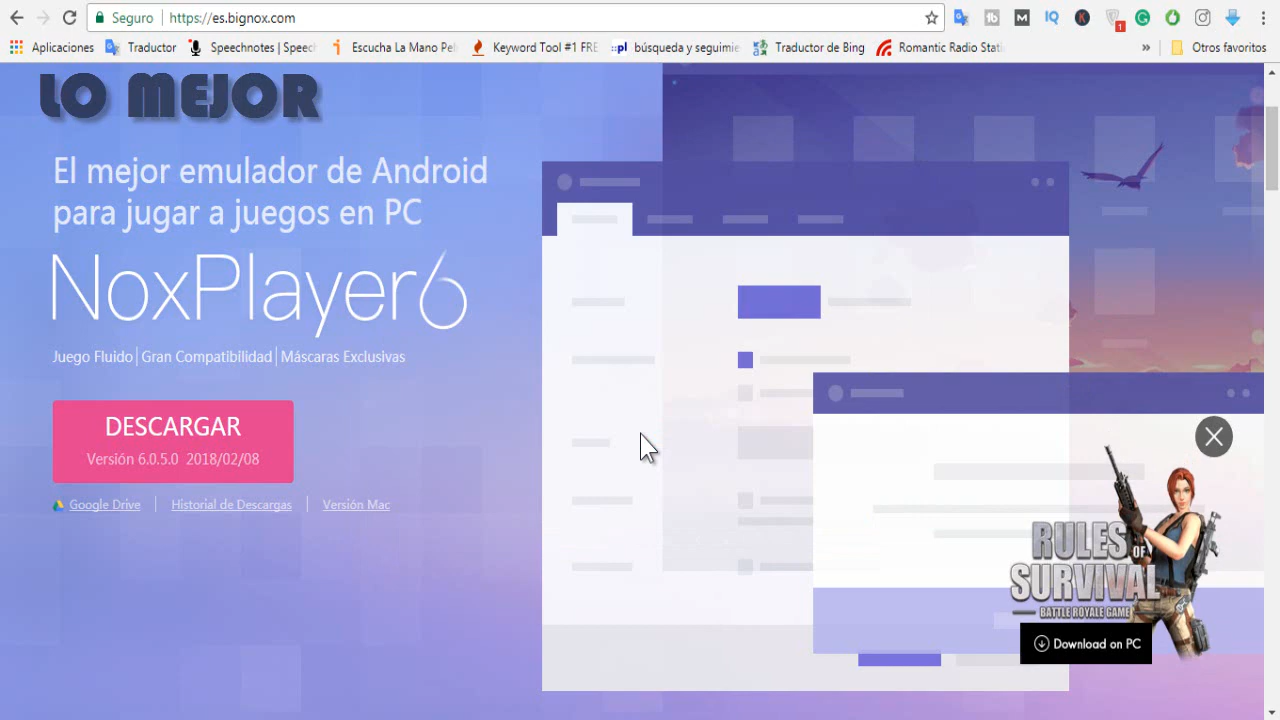 Seguro https://es.bignox.com
Aplicaciones Traductor Speechnotes | Speech Escucha La Mano Pel Keyword Tool #1 FRE búsqueda y seguimie Traductor de Bing Romantic Radio Stati » Otros favoritos
LO MEJOR
El mejor emulador de Android
para jugar a juegos en PC
NoxPlayer6
Juego Fluido | Gran Compatibilidad | Máscaras Exclusivas
DESCARGAR
Versión 6.0.5.0 2018/02/08
Google Drive | Historial de Descargas | Versión Mac
RULES OF
SURVIVAL
BATTLE ROYALE GAME
Download on PC